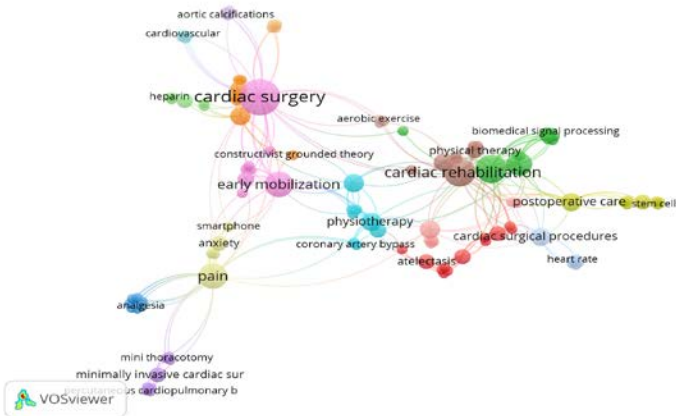 aortic calcifications
cardiovascular
heparin
cardiac surgery
aerobic exercise
biomedical signal processing
constructivist grounded theory
physical therapy
cardiac rehabilitation
early mobilization
postoperative care
stem cell
smartphone
physiotherapy
anxiety
coronary artery bypass
cardiac surgical procedures
atelectasis
heart rate
pain
analgesia
mini thoracotomy
minimally invasive cardiac sur
percutaneous cardiopulmonary b
VOSviewer